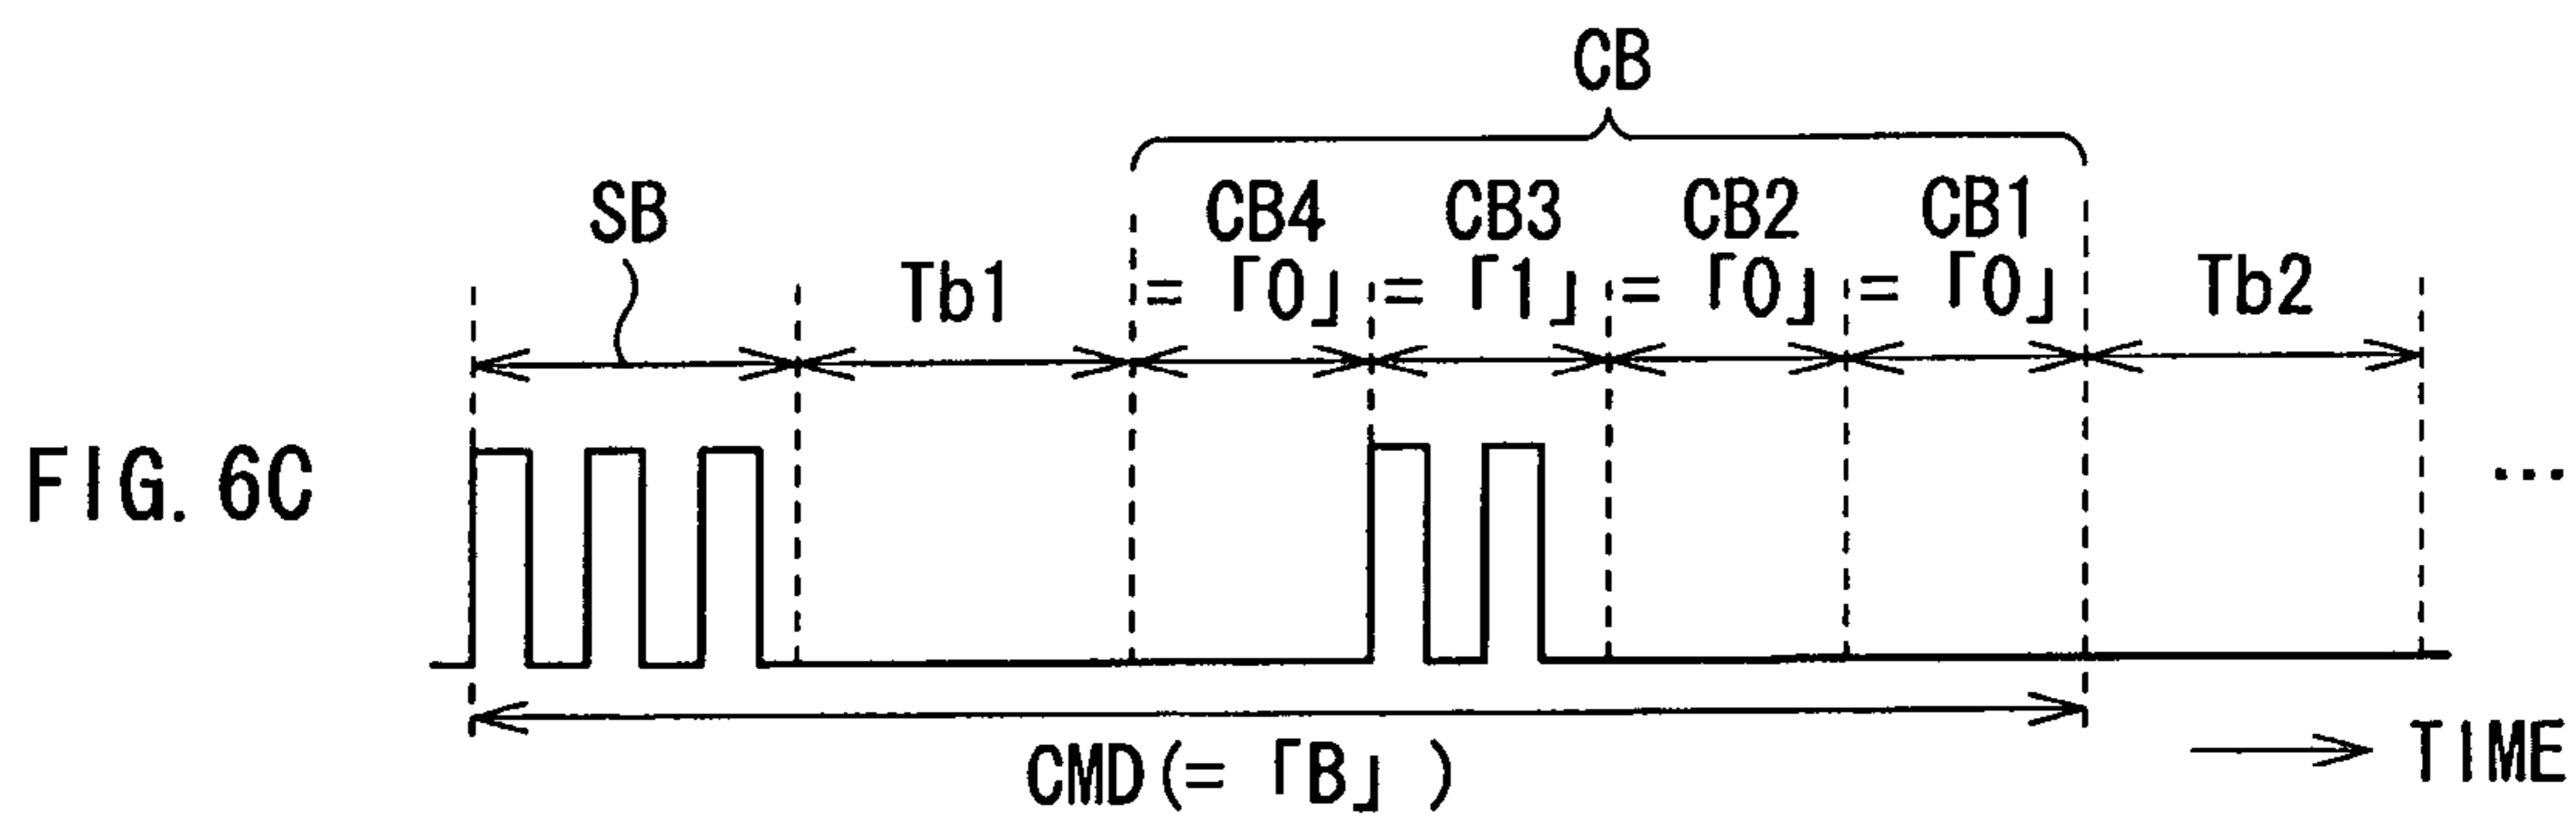 CB
SB
Tb1
CB4
=「0」
CB3
=「1」
CB2
=「0」
CB1
=「0」
Tb2
FIG. 6C
...
CMD(=「B」)
TIME